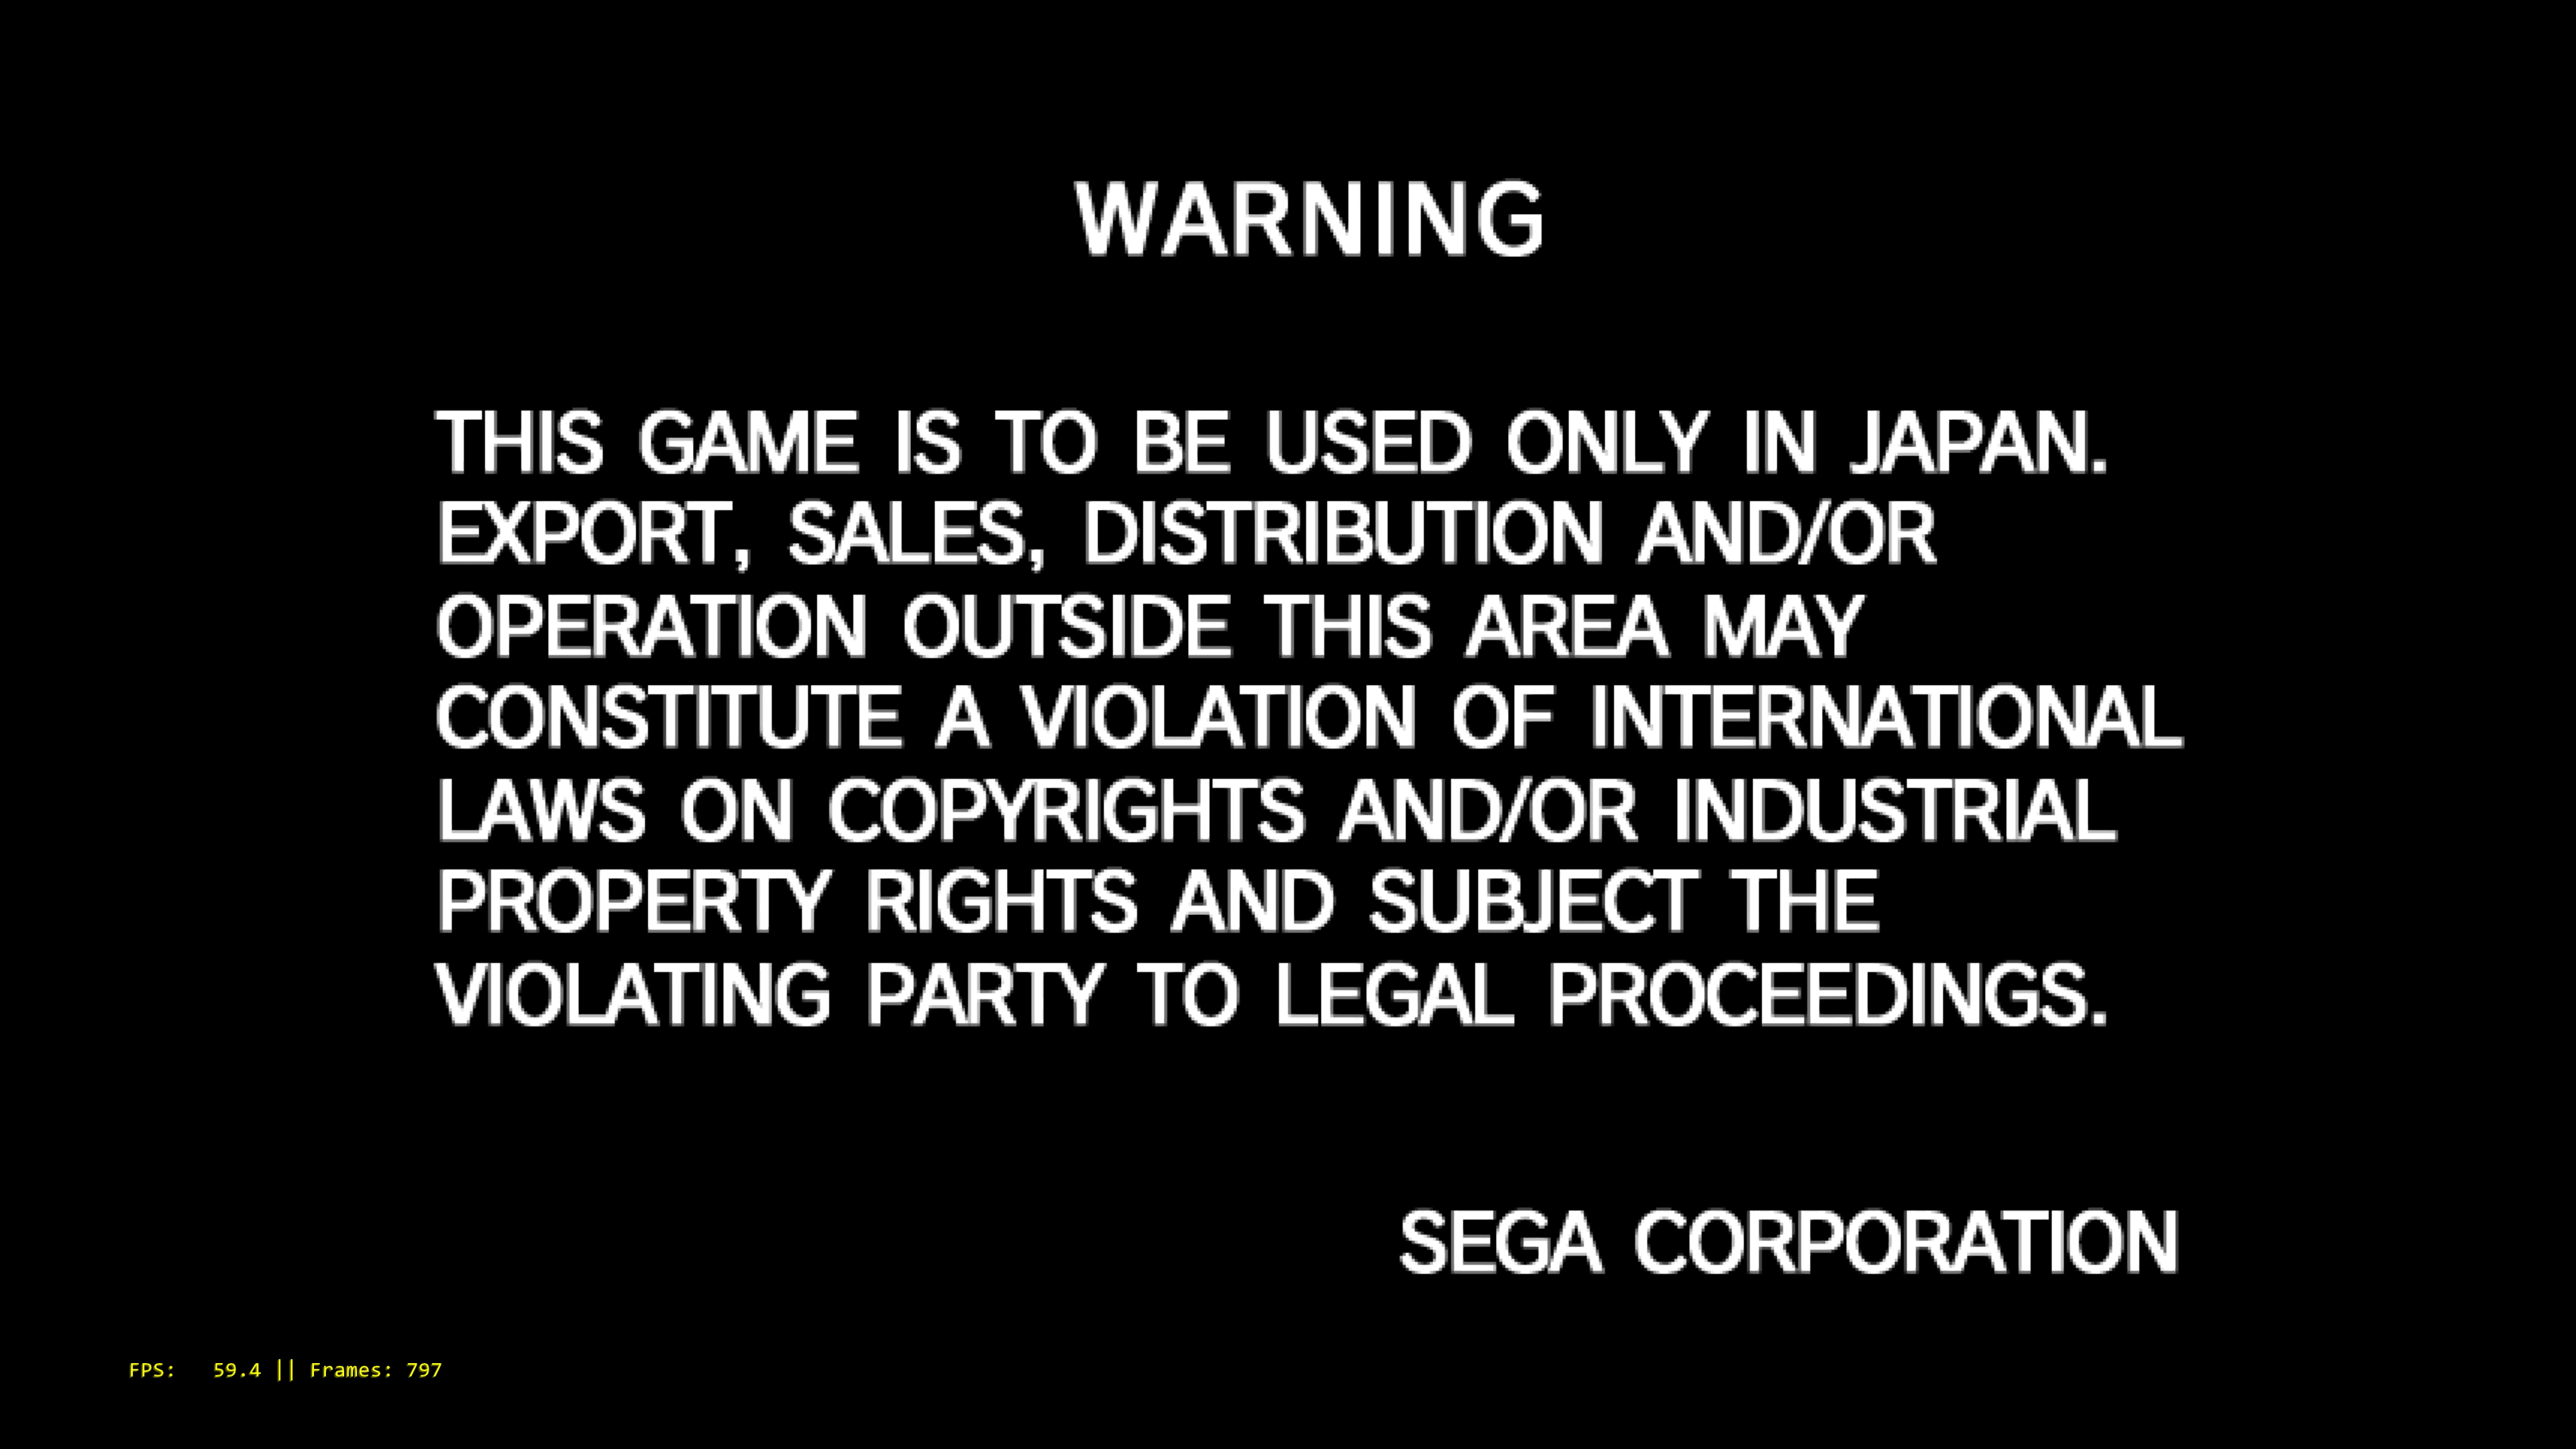 WARNING
THIS GAME IS TO BE USED ONLY IN JAPAN.
EXPORT, SALES, DISTRIBUTION AND/OR
OPERATION OUTSIDE THIS AREA MAY
CONSTITUTE A VIOLATION OF INTERNATIONAL
LAWS ON COPYRIGHTS AND/OR INDUSTRIAL
PROPERTY RIGHTS AND SUBJECT THE
VIOLATING PARTY TO LEGAL PROCEEDINGS.
SEGA CORPORATION
FPS: 59.4 || Frames: 797